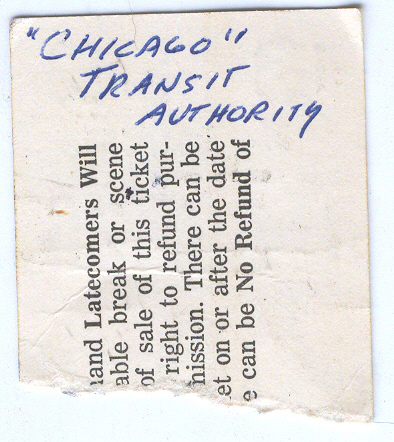 "CHICAGO"
TRANSIT
AUTHORITY
and Latecomers Will
able break or scene
of sale of this ticket
right to refund pur-
mission. There can be
et on or after the date
e can be No Refund of